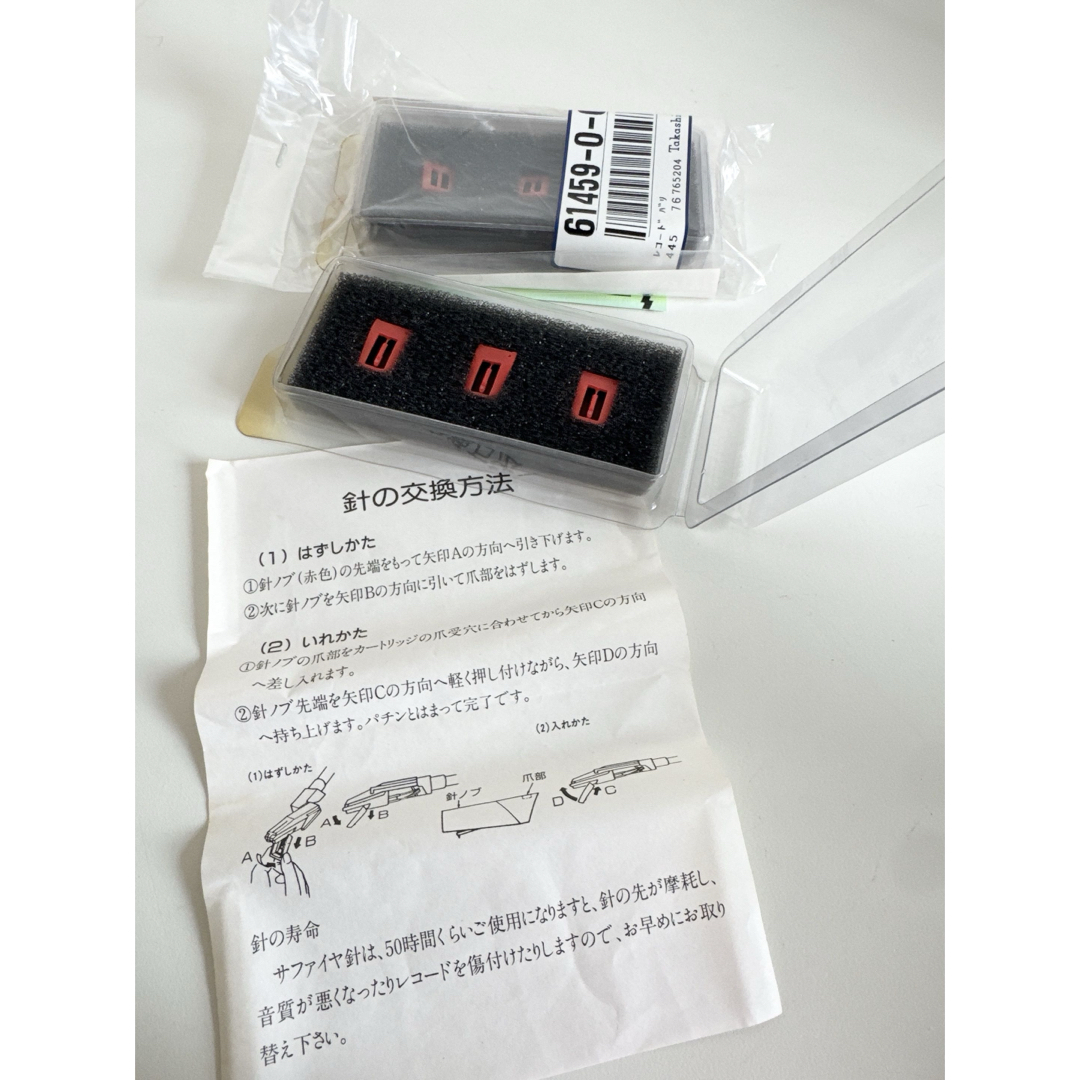 61459-0-
レコード バリ
445 76765204 Takashi
針の交換方法
(1) はずしかた
①針ノブ(赤色)の先端をもって矢印Aの方向へ引き下げます。
②次に針ノブを矢印Bの方向に引いて爪部をはずします。
(2) いれかた
①針ノブの爪部をカートリッジの爪受穴に合わせてから矢印Cの方向
へ差し入れます。
②針ノブ先端を矢印Cの方向へ軽く押し付けながら、矢印Dの方向
へ持ち上げます。パチンとはまって完了です。
(1)はずしかた
(2)入れかた
A
B
A
B
針ノブ
爪部
D
C
針の寿命
サファイヤ針は、50時間くらいご使用になりますと、針の先が摩耗し、
音質が悪くなったりレコードを傷付けたりしますので、お早めにお取り
替え下さい。